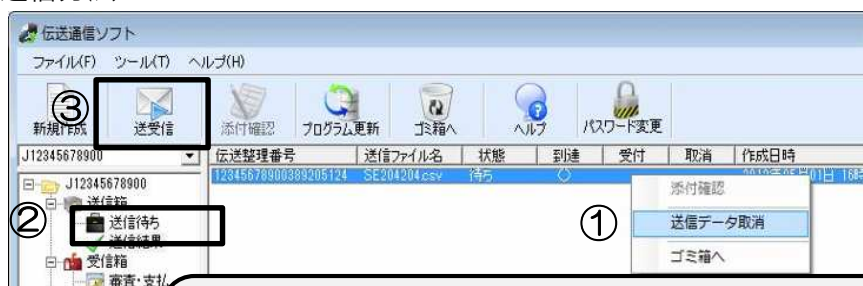 伝送通信ソフト
ファイル(F) ツール(T) ヘルプ(H)
③
新規作成 送受信 添付確認 プログラム更新 ゴミ箱へ ヘルプ パスワード変更
J12345678900 伝送整理番号 送信ファイル名 状態 到達 受付 取消 作成日時
12345678900389205124 SE204204.csv 待ち ○
J12345678900 添付確認
送信箱
② 送信待ち ① 送信データ取消
送信結果
受信箱 ゴミ箱へ
審査・支払